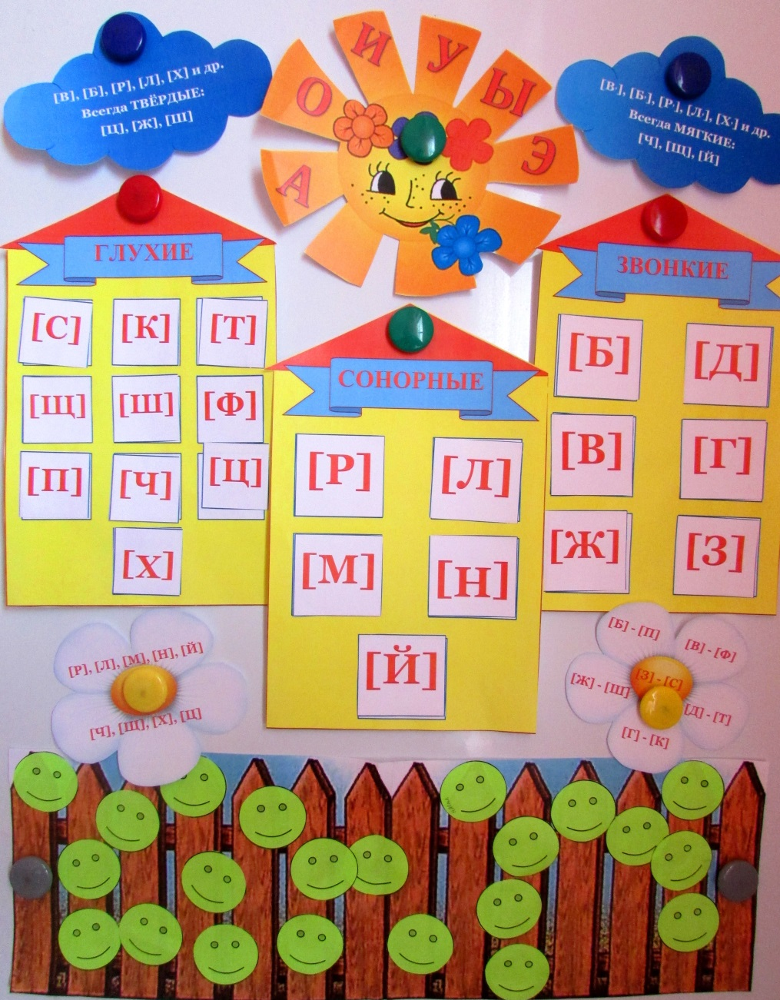 [В], [Б], [Р], [Л], [Х] и др.
Всегда ТВЁРДЫЕ:
[Ц], [Ж], [Ш]
А
О
И
У
Ы
Э
[В∙], [Б∙], [Р∙], [Л∙], [Х∙] и др.
Всегда МЯГКИЕ:
[Ч], [Щ], [Й]
ГЛУХИЕ
[С] [К] [Т]
[Щ] [Ш] [Ф]
[П] [Ч] [Ц]
[Х]
СОНОРНЫЕ
[Р] [Л]
[М] [Н]
[Й]
ЗВОНКИЕ
[Б] [Д]
[В] [Г]
[Ж] [З]
[Р], [Л], [М], [Н], [Й]
[Ч], [Щ], [Х], [Ц]
[Б] - [П]
[В] - [Ф]
[З] - [С]
[Ж] - [Ш]
[Д] - [Т]
[Г] - [К]